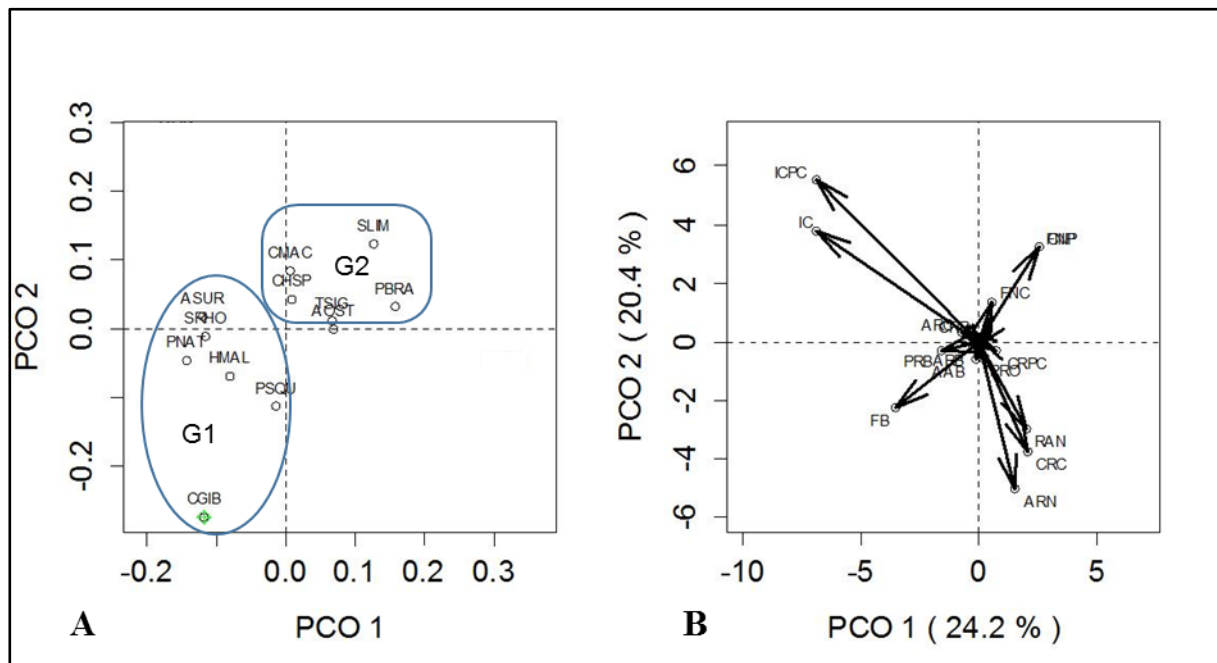 0.3
0.2
0.1
0.0
-0.2
PCO 2
SLIM
CMAC
G2
CHSP
PBRA
ASUR
TSIG
AOST
PNAT
HMAL
PSQU
G1
CGIB
-0.2
0.0
0.1
0.2
0.3
A
PCO 1
6
4
2
0
-2
-4
-6
PCO 2 ( 20.4 % )
ICPC
IC
FNC
CRPC
AAB
FB
RAN
CRC
ARN
-10
-5
0
5
B
PCO 1 ( 24.2 % )